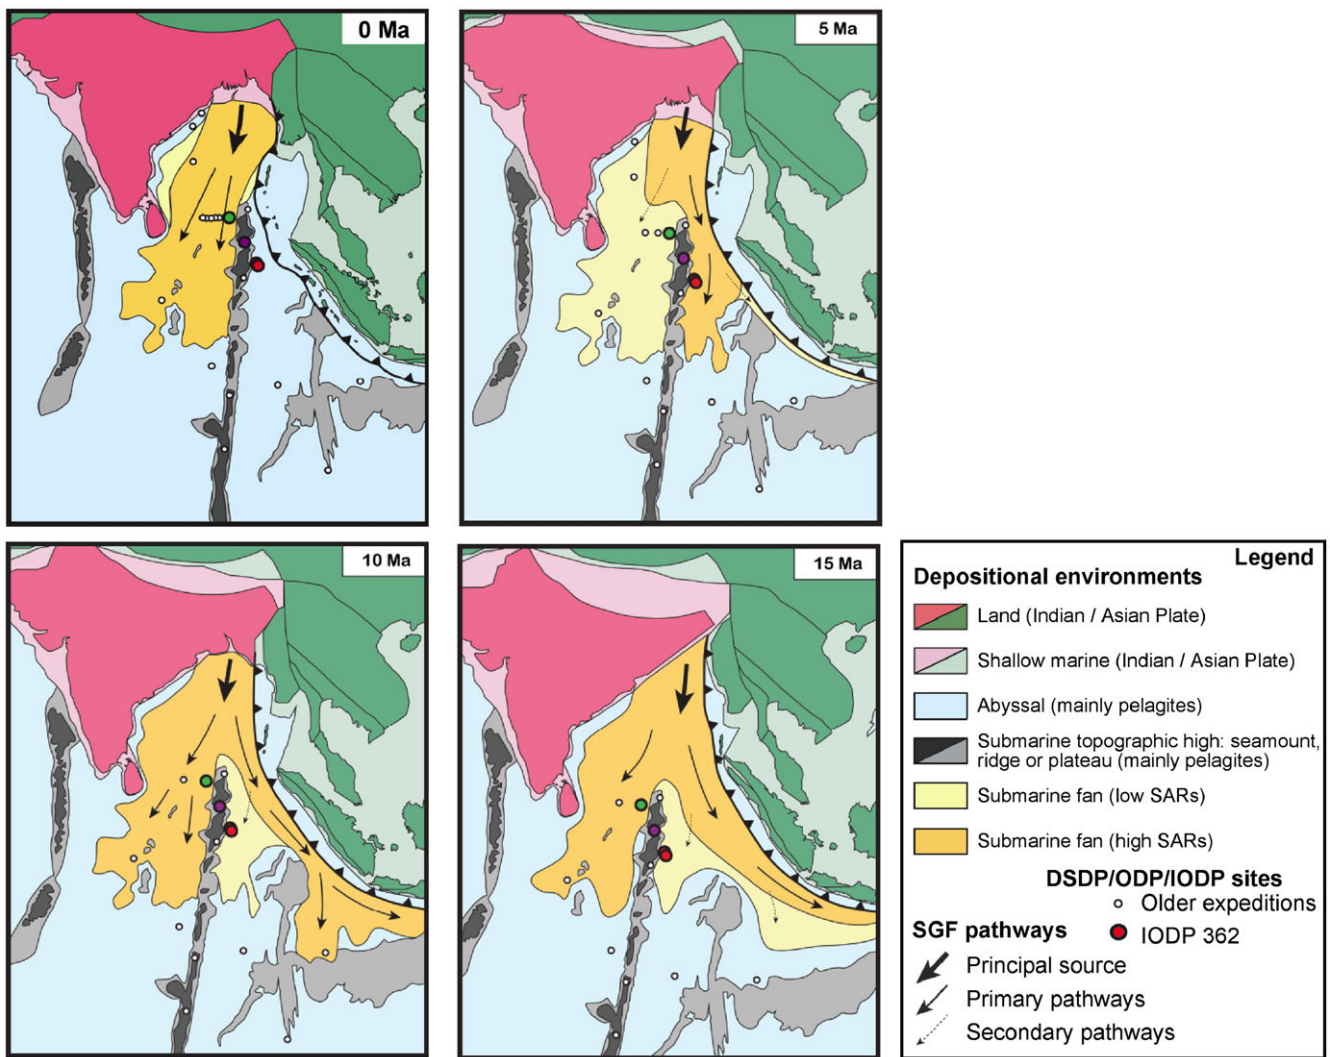 0 Ma
5 Ma
10 Ma
15 Ma
Legend
Depositional environments
Land (Indian / Asian Plate)
Shallow marine (Indian / Asian Plate)
Abyssal (mainly pelagites)
Submarine topographic high: seamount,
ridge or plateau (mainly pelagites)
Submarine fan (low SARs)
Submarine fan (high SARs)
DSDP/ODP/IODP sites
Older expeditions
IODP 362
SGF pathways
Principal source
Primary pathways
Secondary pathways